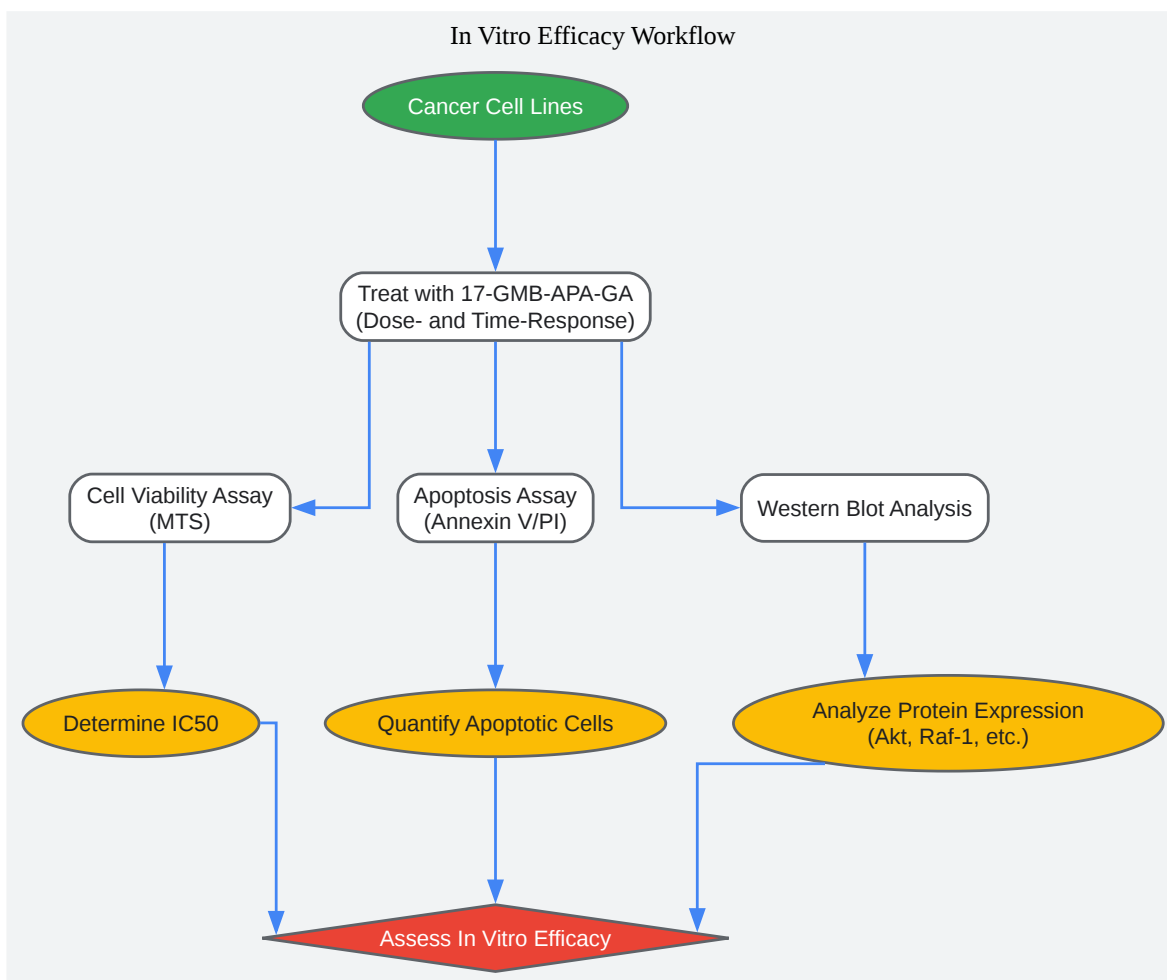 In Vitro Efficacy Workflow
Cancer Cell Lines
Treat with 17-GMB-APA-GA
(Dose- and Time-Response)
Cell Viability Assay
(MTS)
Apoptosis Assay
(Annexin V/PI)
Western Blot Analysis
Determine IC50
Quantify Apoptotic Cells
Analyze Protein Expression
(Akt, Raf-1, etc.)
Assess In Vitro Efficacy